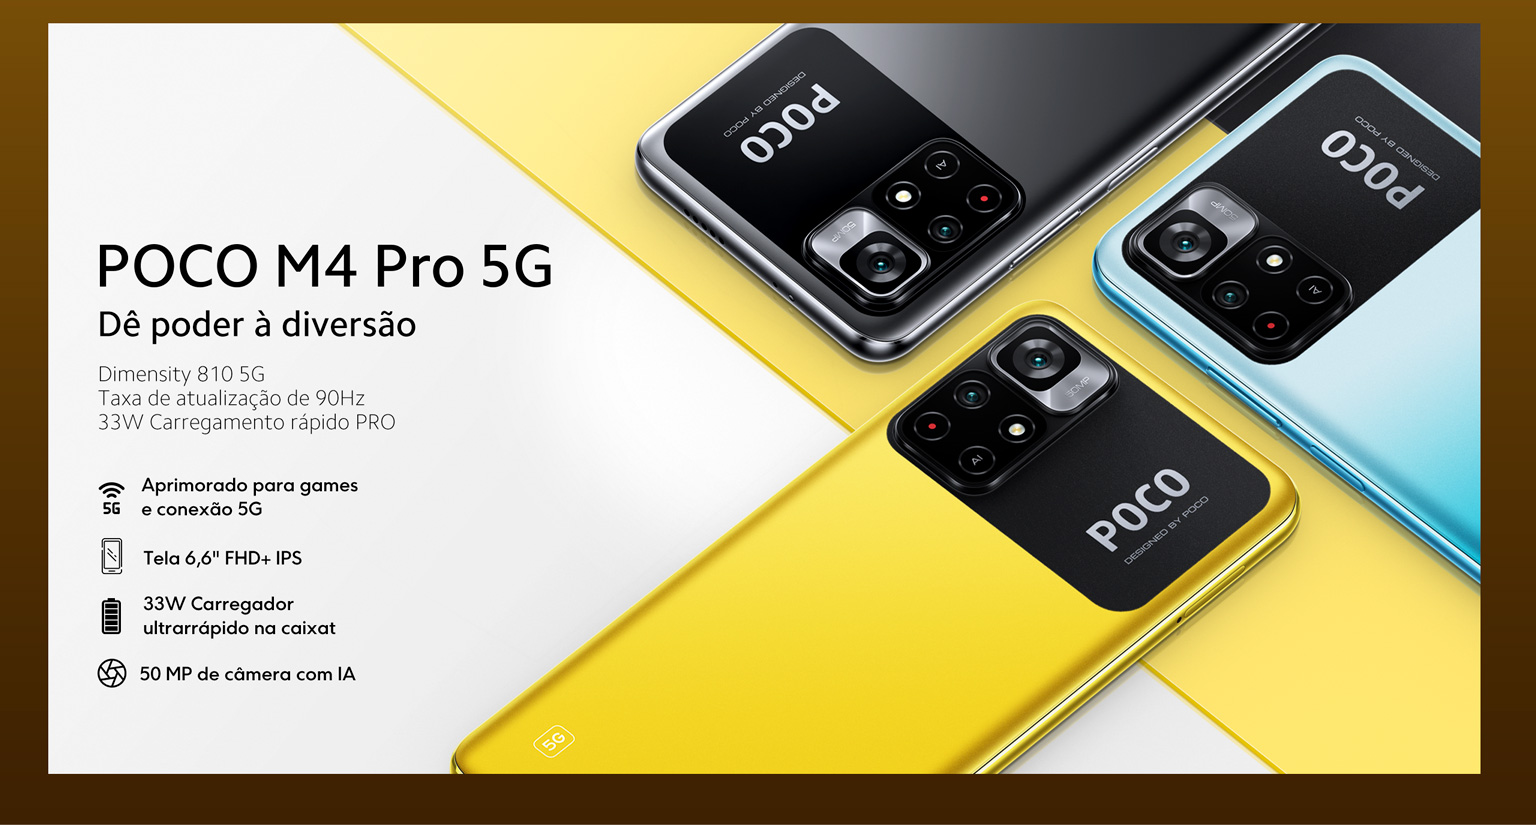 POCO M4 Pro 5G
Dê poder à diversão
Dimensity 810 5G
Taxa de atualização de 90Hz
33W Carregamento rápido PRO
5G
Aprimorado para games
e conexão 5G
Tela 6,6" FHD+ IPS
33W Carregador
ultrarrápido na caixat
50 MP de câmera com IA
POCO
DESIGNED BY POCO
50MP
AI
POCO
DESIGNED BY POCO
50MP
AI
50MP
AI
POCO
DESIGNED BY POCO
5G